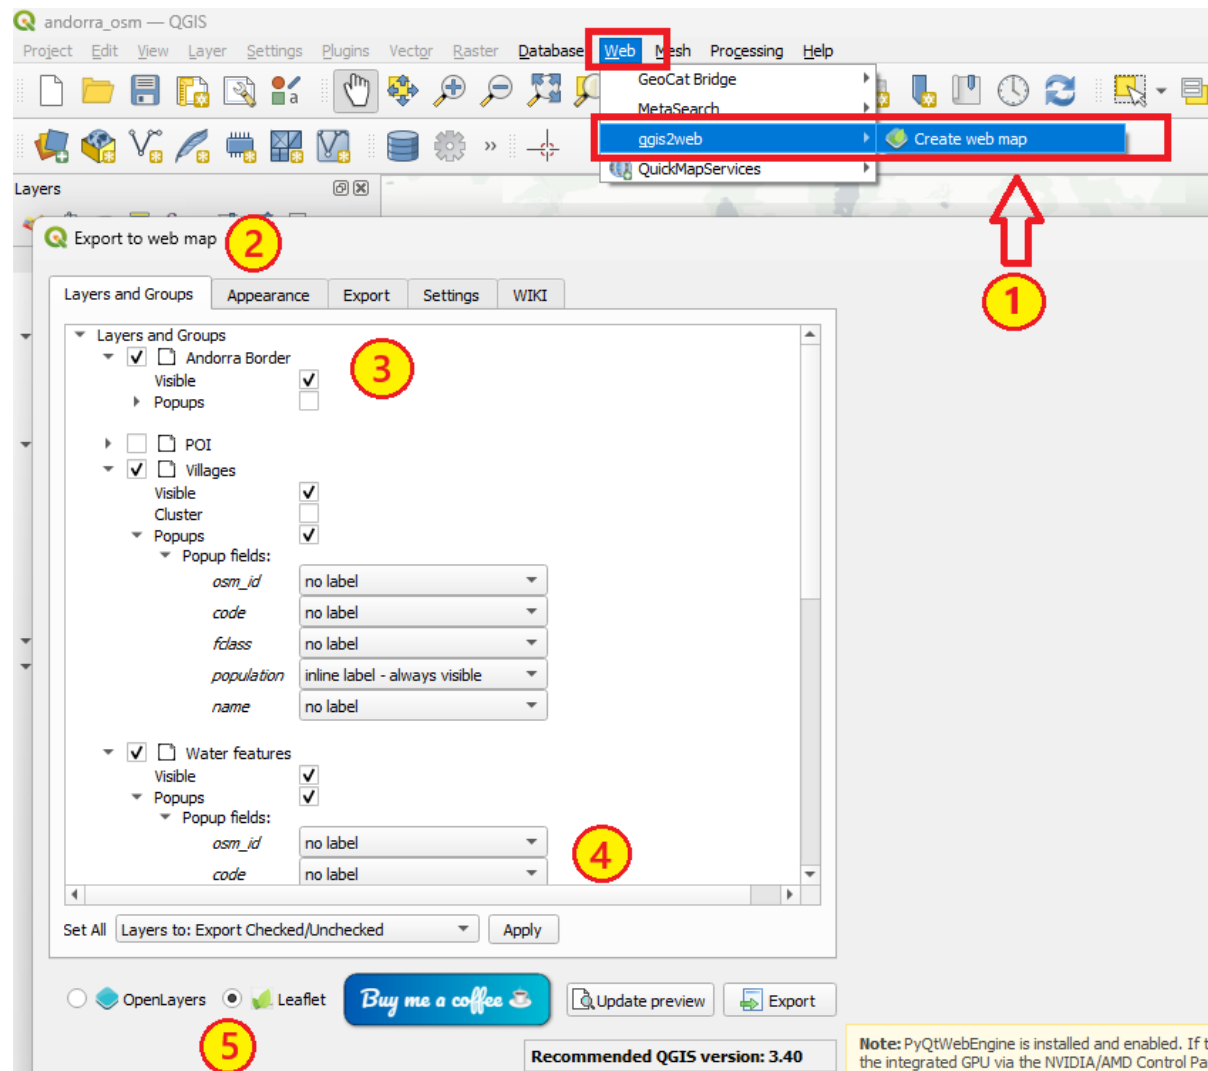 andorra_osm — QGIS
Project Edit View Layer Settings Plugins Vector Raster Database Web Mesh Processing Help
GeoCat Bridge
MetaSearch
qgis2web
Create web map
QuickMapServices
Layers
1
Export to web map
2
Layers and Groups Appearance Export Settings WIKI
Layers and Groups
Andorra Border
3
Visible
Popups
POI
Villages
Visible
Cluster
Popups
Popup fields:
osm_id no label
code no label
fclass no label
population inline label - always visible
name no label
Water features
Visible
Popups
Popup fields:
osm_id no label
4
code no label
Set All Layers to: Export Checked/Unchecked Apply
OpenLayers Leaflet Buy me a coffee Update preview Export
5
Recommended QGIS version: 3.40
Note: PyQtWebEngine is installed and enabled. If t
the integrated GPU via the NVIDIA/AMD Control Pa